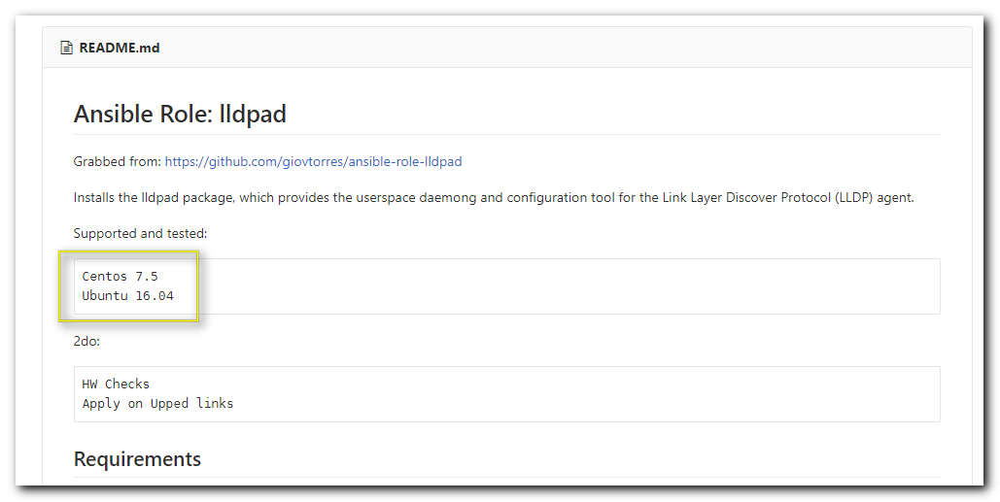 README.md
Ansible Role: lldpad
Grabbed from: https://github.com/giovtorres/ansible-role-lldpad
Installs the lldpad package, which provides the userspace daemong and configuration tool for the Link Layer Discover Protocol (LLDP) agent.
Supported and tested:
Centos 7.5
Ubuntu 16.04
2do:
HW Checks
Apply on Upped links
Requirements